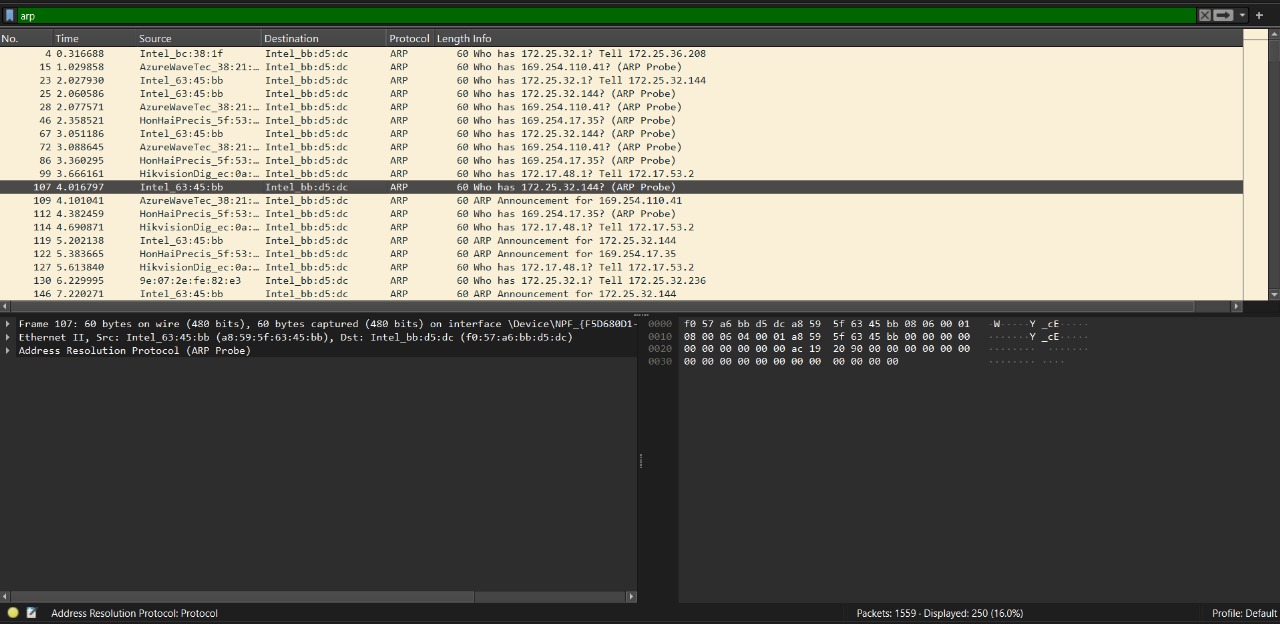 arp
No. Time Source Destination Protocol Length Info
4 0.316688 Intel_bc:38:1f Intel_bb:d5:dc ARP 60 Who has 172.25.32.1? Tell 172.25.36.208
15 1.029858 AzureWaveTec_38:21:… Intel_bb:d5:dc ARP 60 Who has 169.254.110.41? (ARP Probe)
23 2.027930 Intel_63:45:bb Intel_bb:d5:dc ARP 60 Who has 172.25.32.1? Tell 172.25.32.144
25 2.060586 Intel_63:45:bb Intel_bb:d5:dc ARP 60 Who has 172.25.32.144? (ARP Probe)
28 2.077571 AzureWaveTec_38:21:… Intel_bb:d5:dc ARP 60 Who has 169.254.110.41? (ARP Probe)
46 2.358521 HonHaiPrecis_5f:53:… Intel_bb:d5:dc ARP 60 Who has 169.254.17.35? (ARP Probe)
67 3.051186 Intel_63:45:bb Intel_bb:d5:dc ARP 60 Who has 172.25.32.144? (ARP Probe)
72 3.088645 AzureWaveTec_38:21:… Intel_bb:d5:dc ARP 60 Who has 169.254.110.41? (ARP Probe)
86 3.360295 HonHaiPrecis_5f:53:… Intel_bb:d5:dc ARP 60 Who has 169.254.17.35? (ARP Probe)
99 3.666161 HikvisionDig_ec:0a:… Intel_bb:d5:dc ARP 60 Who has 172.17.48.1? Tell 172.17.53.2
107 4.016797 Intel_63:45:bb Intel_bb:d5:dc ARP 60 Who has 172.25.32.144? (ARP Probe)
109 4.101041 AzureWaveTec_38:21:… Intel_bb:d5:dc ARP 60 ARP Announcement for 169.254.110.41
112 4.382459 HonHaiPrecis_5f:53:… Intel_bb:d5:dc ARP 60 Who has 169.254.17.35? (ARP Probe)
114 4.690871 HikvisionDig_ec:0a:… Intel_bb:d5:dc ARP 60 Who has 172.17.48.1? Tell 172.17.53.2
119 5.202138 Intel_63:45:bb Intel_bb:d5:dc ARP 60 ARP Announcement for 172.25.32.144
122 5.383665 HonHaiPrecis_5f:53:… Intel_bb:d5:dc ARP 60 ARP Announcement for 169.254.17.35
127 5.613840 HikvisionDig_ec:0a:… Intel_bb:d5:dc ARP 60 Who has 172.17.48.1? Tell 172.17.53.2
130 6.229995 9e:07:2e:fe:82:e3 Intel_bb:d5:dc ARP 60 Who has 172.25.32.1? Tell 172.25.32.236
146 7.220271 Intel_63:45:bb Intel_bb:d5:dc ARP 60 ARP Announcement for 172.25.32.144
Frame 107: 60 bytes on wire (480 bits), 60 bytes captured (480 bits) on interface \Device\NPF_{F5D680D1-
Ethernet II, Src: Intel_63:45:bb (a8:59:5f:63:45:bb), Dst: Intel_bb:d5:dc (f0:57:a6:bb:d5:dc)
Address Resolution Protocol (ARP Probe)
0000 f0 57 a6 bb d5 dc a8 59 5f 63 45 bb 08 06 00 01 ·W·····Y _cE·····
0010 08 00 06 04 00 01 a8 59 5f 63 45 bb 00 00 00 00 ·······Y _cE·····
0020 00 00 00 00 00 00 ac 19 20 90 00 00 00 00 00 00 ········ ·······
0030 00 00 00 00 00 00 00 00 00 00 00 00 ········ ····
Address Resolution Protocol: Protocol
Packets: 1559 · Displayed: 250 (16.0%)
Profile: Default